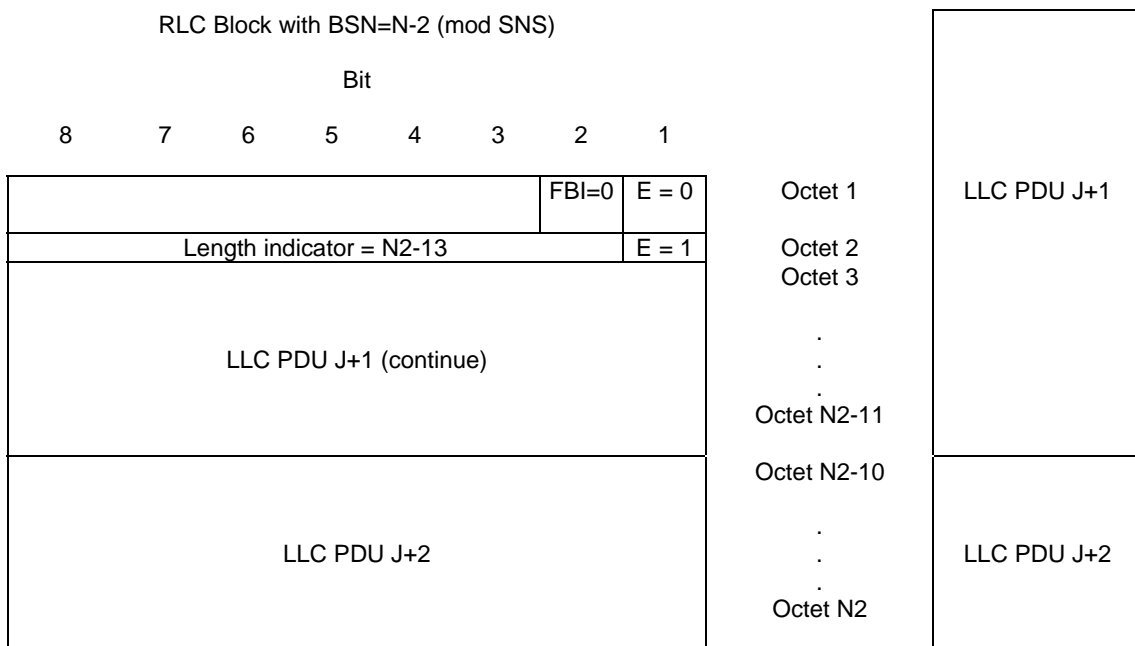 RLC Block with BSN=N-2 (mod SNS)
Bit
8 7 6 5 4 3 2 1
FBI=0 E = 0 Octet 1 LLC PDU J+1
Length indicator = N2-13 E = 1 Octet 2
Octet 3
.
LLC PDU J+1 (continue) .
.
Octet N2-11
Octet N2-10
.
LLC PDU J+2 . LLC PDU J+2
.
Octet N2